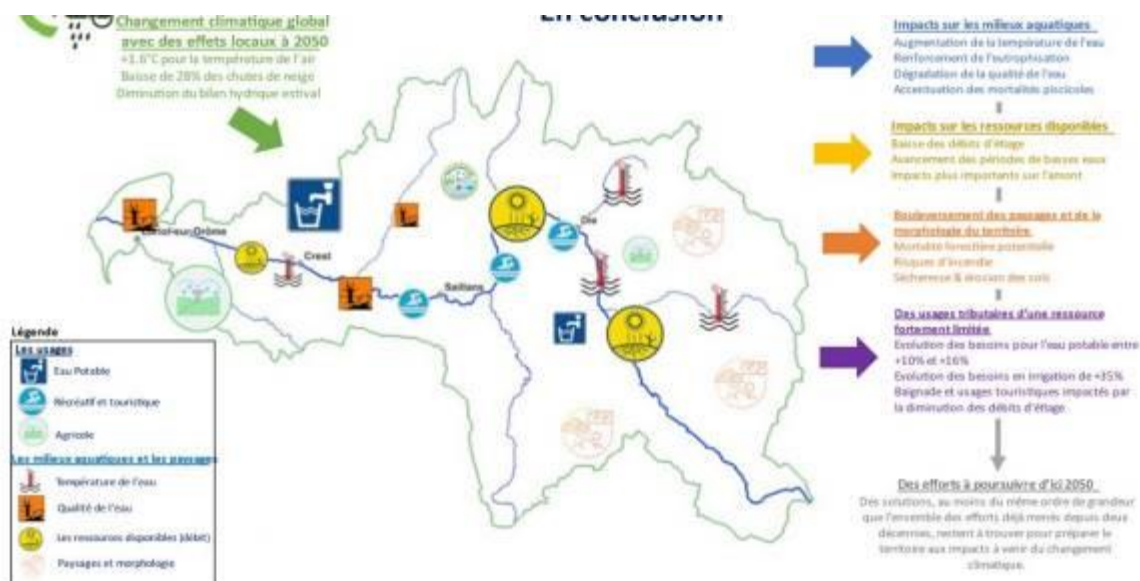 En conclusion
Changement climatique global
avec des effets locaux à 2050
+1.6°C pour la température de l'air
Baisse de 28% des chutes de neige
Diminution du bilan hydrique estival
Crest
Saillans
Die
Légende
Les usages
Eau Potable
Récréatif et touristique
Agricole
Les milieux aquatiques et les paysages
Température de l'eau
Qualité de l'eau
Les ressources disponibles (débit)
Paysages et morphologie
Impacts sur les milieux aquatiques
Augmentation de la température de l'eau
Renforcement de l'eutrophisation
Dégradation de la qualité de l'eau
Accentuation des mortalités piscicoles
Impacts sur les ressources disponibles
Baisse des débits d'étiage
Avancement des périodes de basses eaux
Impacts plus importants sur l'amont
Bouleversement des paysages et de la
morphologie du territoire
Mortalité forestière potentielle
Risques d'incendie
Sécheresse & érosion des sols
Des usages tributaires d'une ressource
fortement limitée
Evolution des besoins pour l'eau potable entre
+10% et +16%
Evolution des besoins en irrigation de +35%
Baignade et usages touristiques impactés par
la diminution des débits d'étiage
Des efforts à poursuivre d'ici 2050
Des solutions, au moins du même ordre de grandeur
que l'ensemble des efforts déjà menés depuis deux
décennies, restent à trouver pour préparer le
territoire aux impacts à venir du changement
climatique.